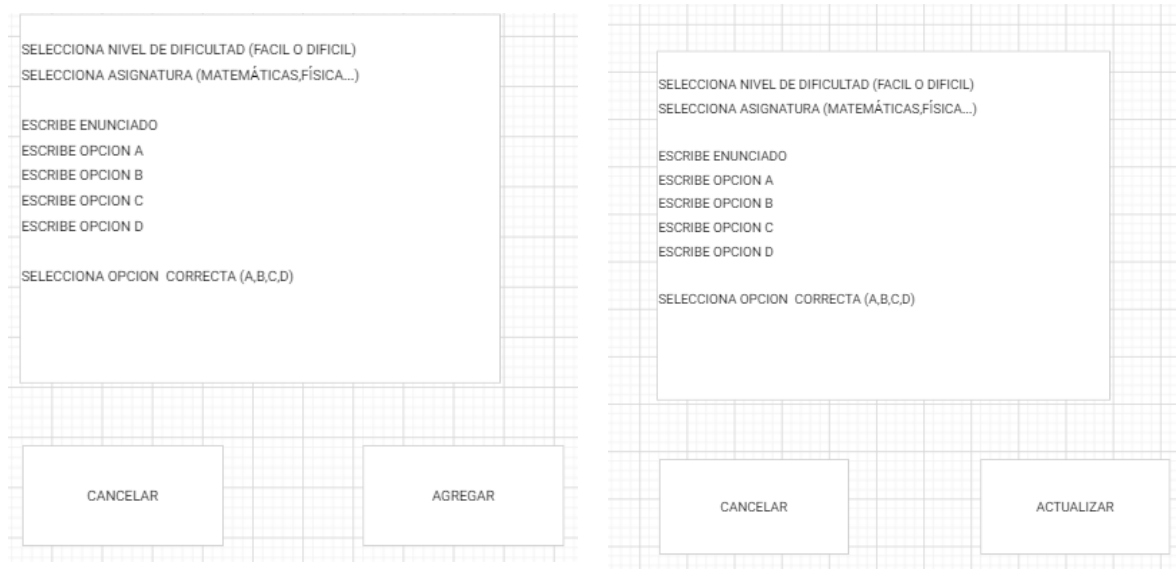 SELECCIONA NIVEL DE DIFICULTAD (FACIL O DIFICIL)
SELECCIONA ASIGNATURA (MATEMÁTICAS,FÍSICA...)
ESCRIBE ENUNCIADO
ESCRIBE OPCION A
ESCRIBE OPCION B
ESCRIBE OPCION C
ESCRIBE OPCION D
SELECCIONA OPCION  CORRECTA (A,B,C,D)
CANCELAR
AGREGAR
SELECCIONA NIVEL DE DIFICULTAD (FACIL O DIFICIL)
SELECCIONA ASIGNATURA (MATEMÁTICAS,FÍSICA...)
ESCRIBE ENUNCIADO
ESCRIBE OPCION A
ESCRIBE OPCION B
ESCRIBE OPCION C
ESCRIBE OPCION D
SELECCIONA OPCION  CORRECTA (A,B,C,D)
CANCELAR
ACTUALIZAR